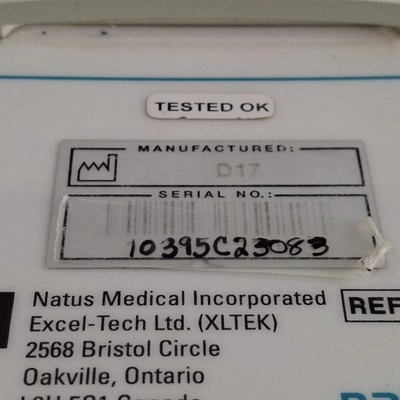 TESTED OK
MANUFACTURED:
D17
SERIAL NO.:
10395C23083
Natus Medical Incorporated
REF
Excel-Tech Ltd. (XLTEK)
2568 Bristol Circle
Oakville, Ontario